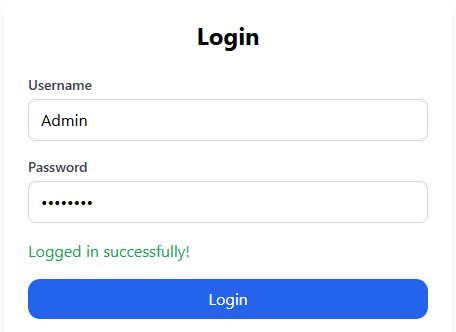 Login
Username
Admin
Password
••••••••
Logged in successfully!
Login